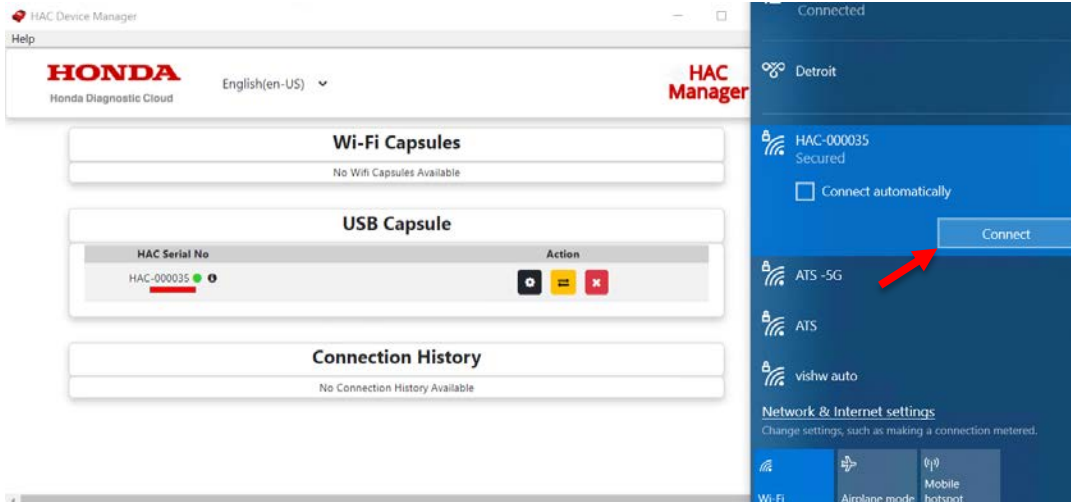 HAC Device Manager
Help
HONDA
Honda Diagnostic Cloud
English(en-US)
HAC
Manager
Wi-Fi Capsules
No Wifi Capsules Available
USB Capsule
HAC Serial No
Action
HAC-000035
Connection History
No Connection History Available
Connected
Detroit
HAC-000035
Secured
Connect automatically
Connect
ATS -5G
ATS
vishw auto
Network & Internet settings
Change settings, such as making a connection metered.
Wi-Fi
Airplane mode
Mobile
hotspot